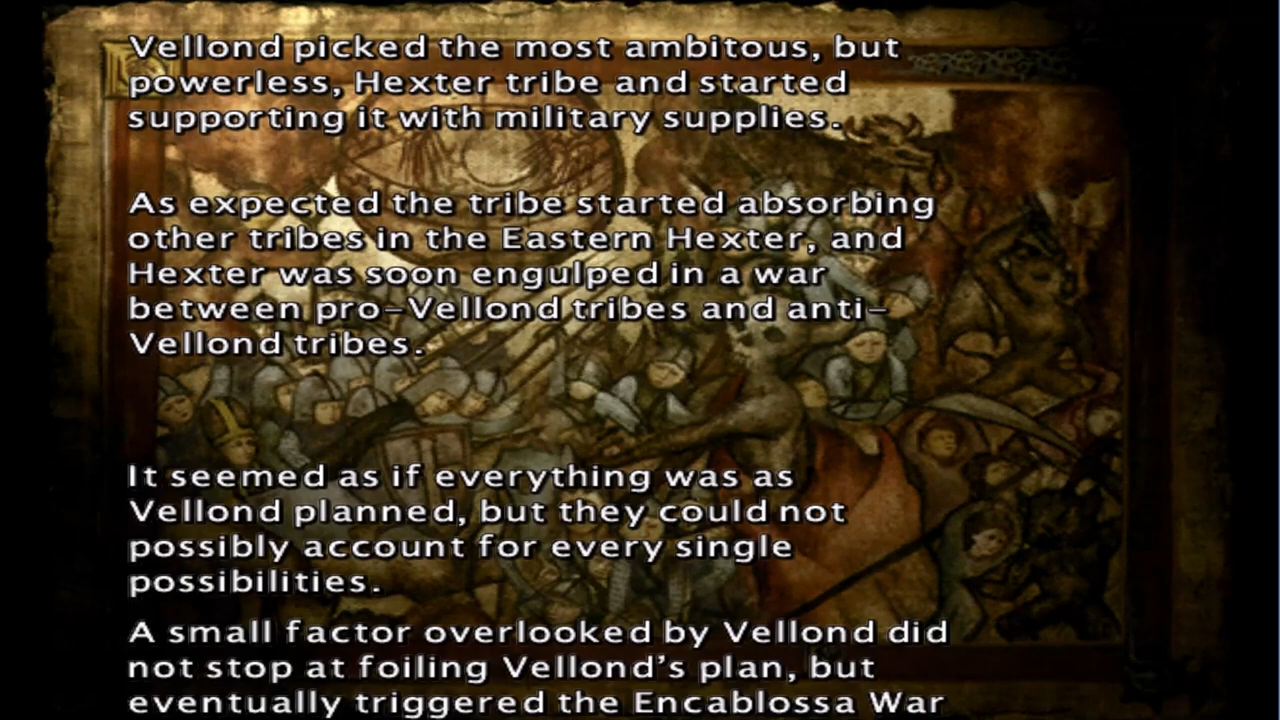 Vellond picked the most ambitous, but
powerless, Hexter tribe and started
supporting it with military supplies.
As expected the tribe started absorbing
other tribes in the Eastern Hexter, and
Hexter was soon engulped in a war
between pro-Vellond tribes and anti-
Vellond tribes.
It seemed as if everything was as
Vellond planned, but they could not
possibly account for every single
possibilities.
A small factor overlooked by Vellond did
not stop at foiling Vellond's plan, but
eventually triggered the Encablossa War